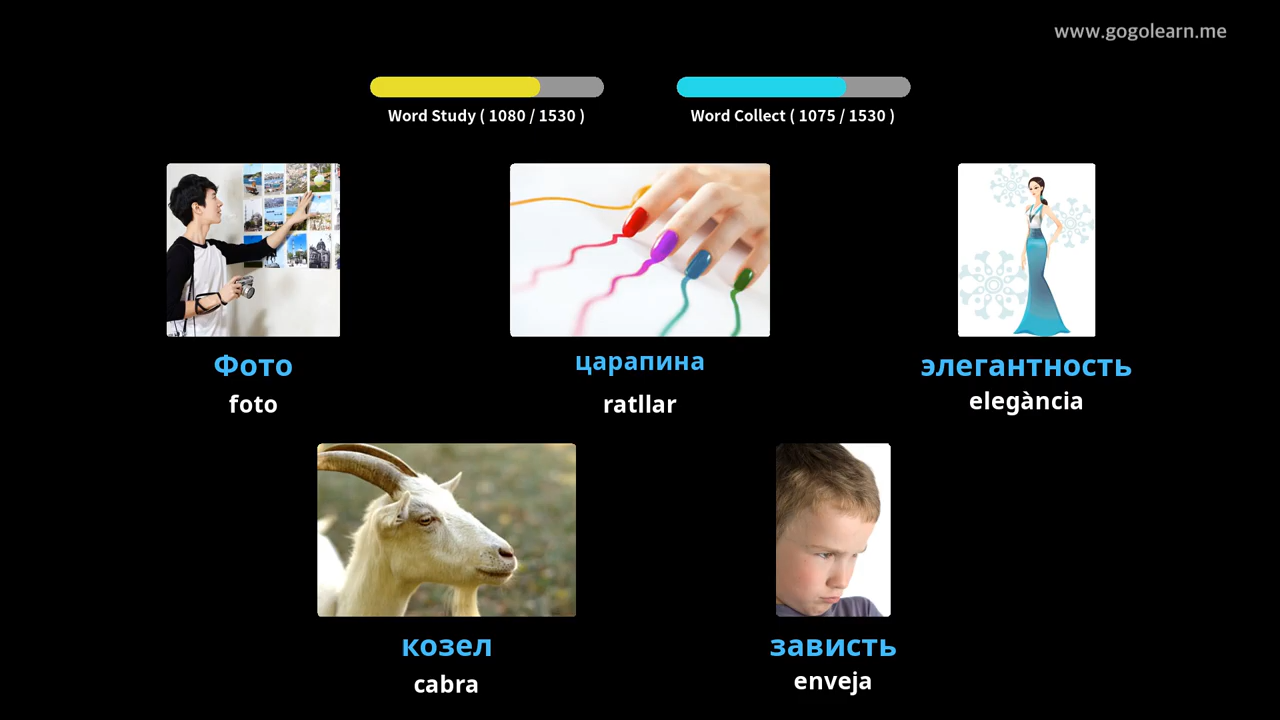 www.gogolearn.me
Word Study ( 1080 / 1530 )
Word Collect ( 1075 / 1530 )
Фото
царапина
элегантность
foto
ratllar
elegància
козел
зависть
cabra
enveja